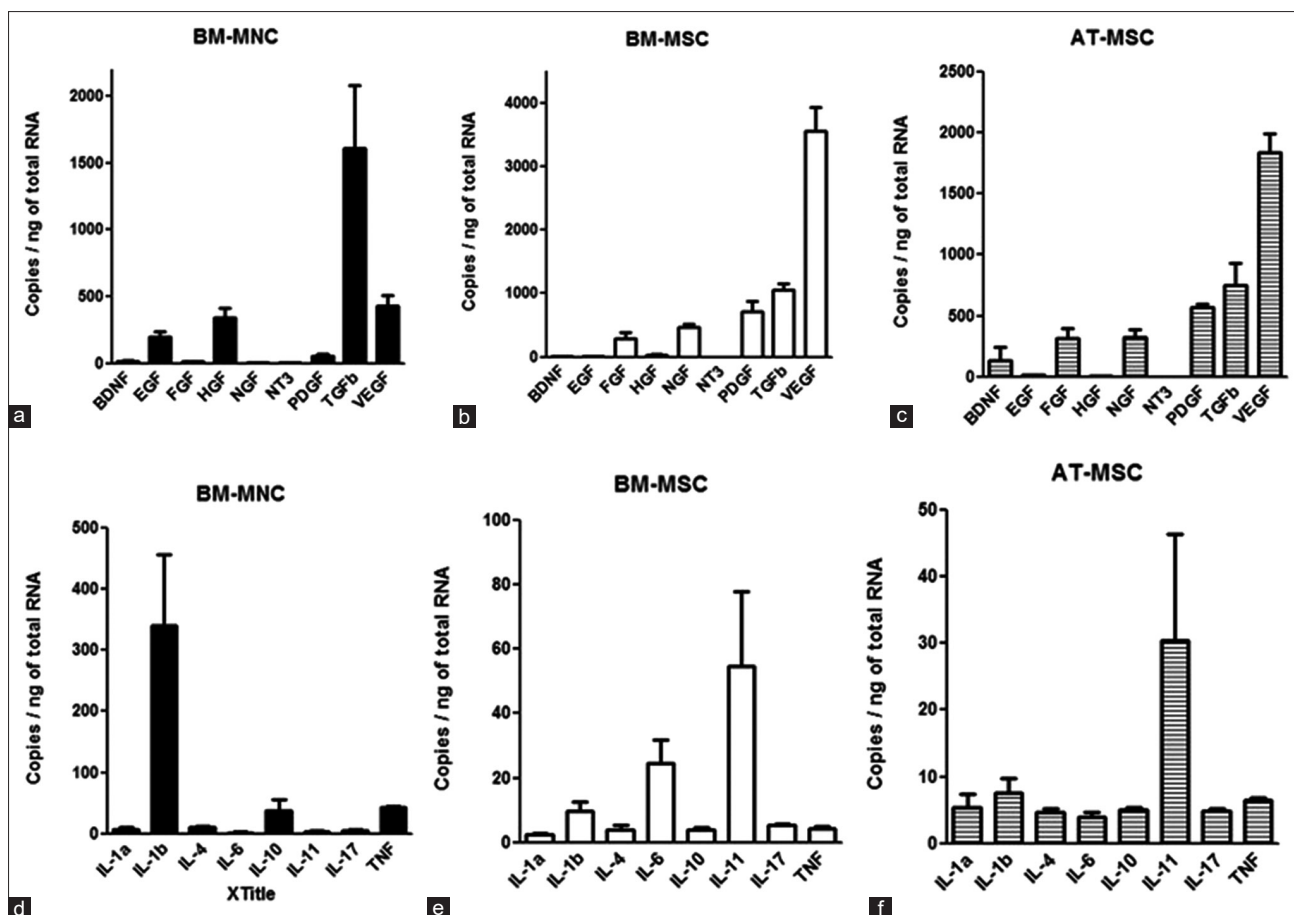 BM-MNC
Copies / ng of total RNA
2000
1500
1000
500
0
BDNF EGF FGF HGF NGF NT3 PDGF TGFb VEGF
a
BM-MSC
Copies / ng of total RNA
4000
3000
2000
1000
0
BDNF EGF FGF HGF NGF NT3 PDGF TGFb VEGF
b
AT-MSC
Copies / ng of total RNA
2500
2000
1500
1000
500
0
BDNF EGF FGF HGF NGF NT3 PDGF TGFb VEGF
c
BM-MNC
Copies / ng of total RNA
500
400
300
200
100
0
IL-1a IL-1b IL-4 IL-6 IL-10 IL-11 IL-17 TNF
XTitle
d
BM-MSC
Copies / ng of total RNA
100
80
60
40
20
0
IL-1a IL-1b IL-4 IL-6 IL-10 IL-11 IL-17 TNF
e
AT-MSC
Copies / ng of total RNA
50
40
30
20
10
0
IL-1a IL-1b IL-4 IL-6 IL-10 IL-11 IL-17 TNF
f